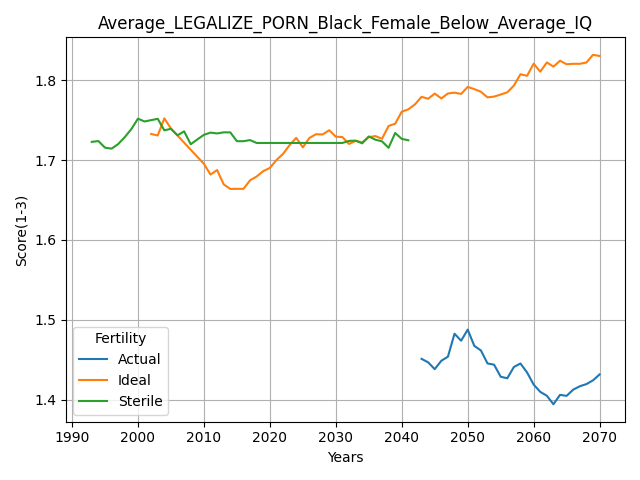 Average_LEGALIZE_PORN_Black_Female_Below_Average_IQ
Score(1-3)
1.8
1.7
1.6
1.5
1.4
Fertility
Actual
Ideal
Sterile
1990 2000 2010 2020 2030 2040 2050 2060 2070
Years